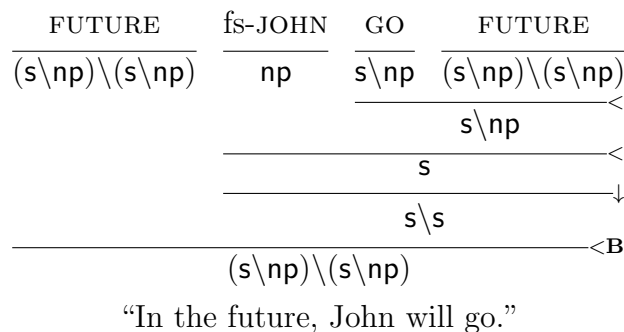 FUTURE fs-JOHN GO FUTURE
(s\np)\(s\np) np s\np (s\np)\(s\np)
<
s\np
<
s
↓
s\s
<B
(s\np)\(s\np)
“In the future, John will go.”